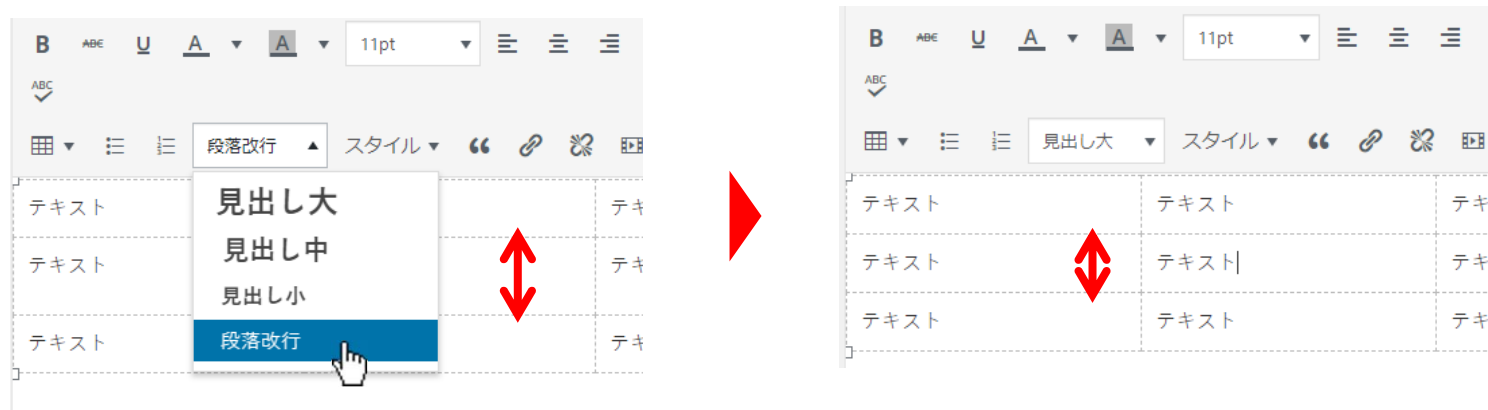 B ABC U A A 11pt
ABC
段落改行 スタイル
見出し大
見出し中
見出し小
段落改行
テキスト テキ
テキスト テキ
テキスト テキ
B ABC U A A 11pt
ABC
見出し大 スタイル
テキスト テキスト テキ
テキスト テキスト テキ
テキスト テキスト テキ